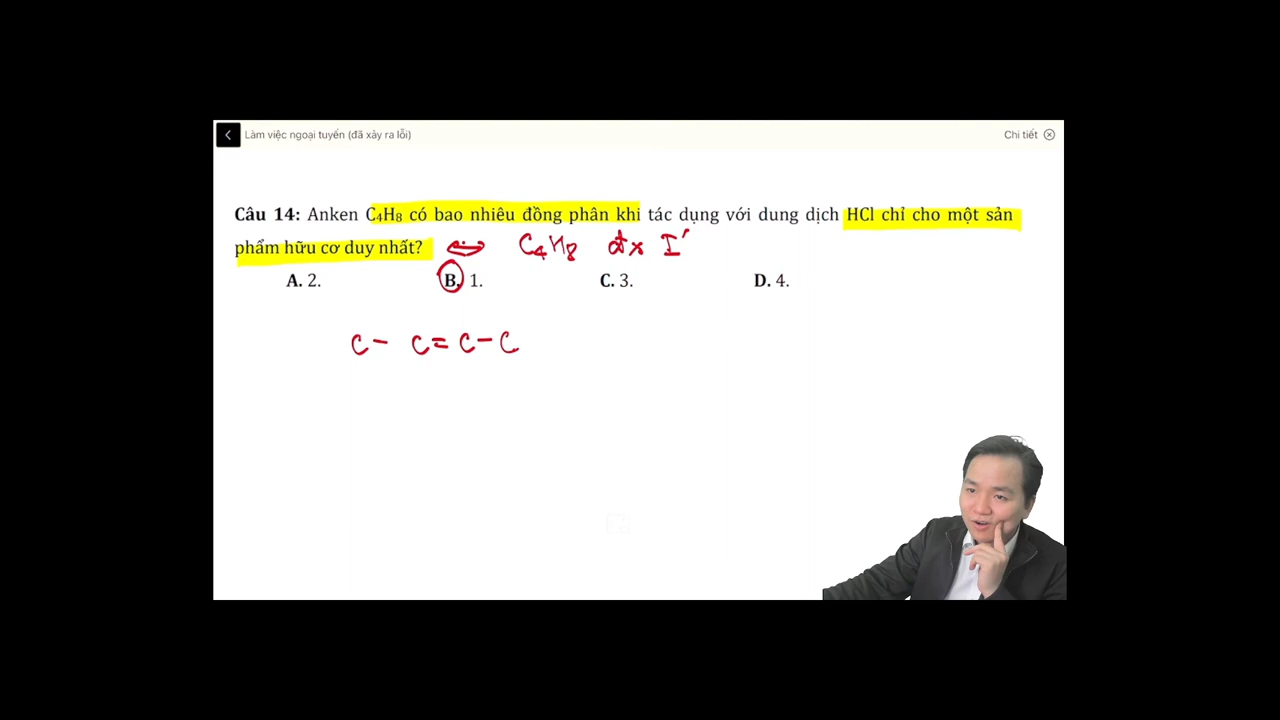 Làm việc ngoại tuyến (đã xảy ra lỗi)
Chi tiết
Câu 14: Anken C₄H₈ có bao nhiêu đồng phân khi tác dụng với dung dịch HCl chỉ cho một sản
phẩm hữu cơ duy nhất? ⇔ C₄H₈ đx I'
A. 2. B. 1. C. 3. D. 4.
C - C = C - C